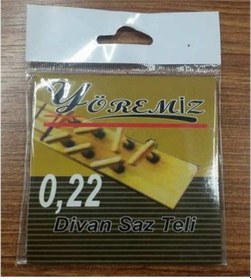 YÖREMİZ
0,22
Divan Saz Teli